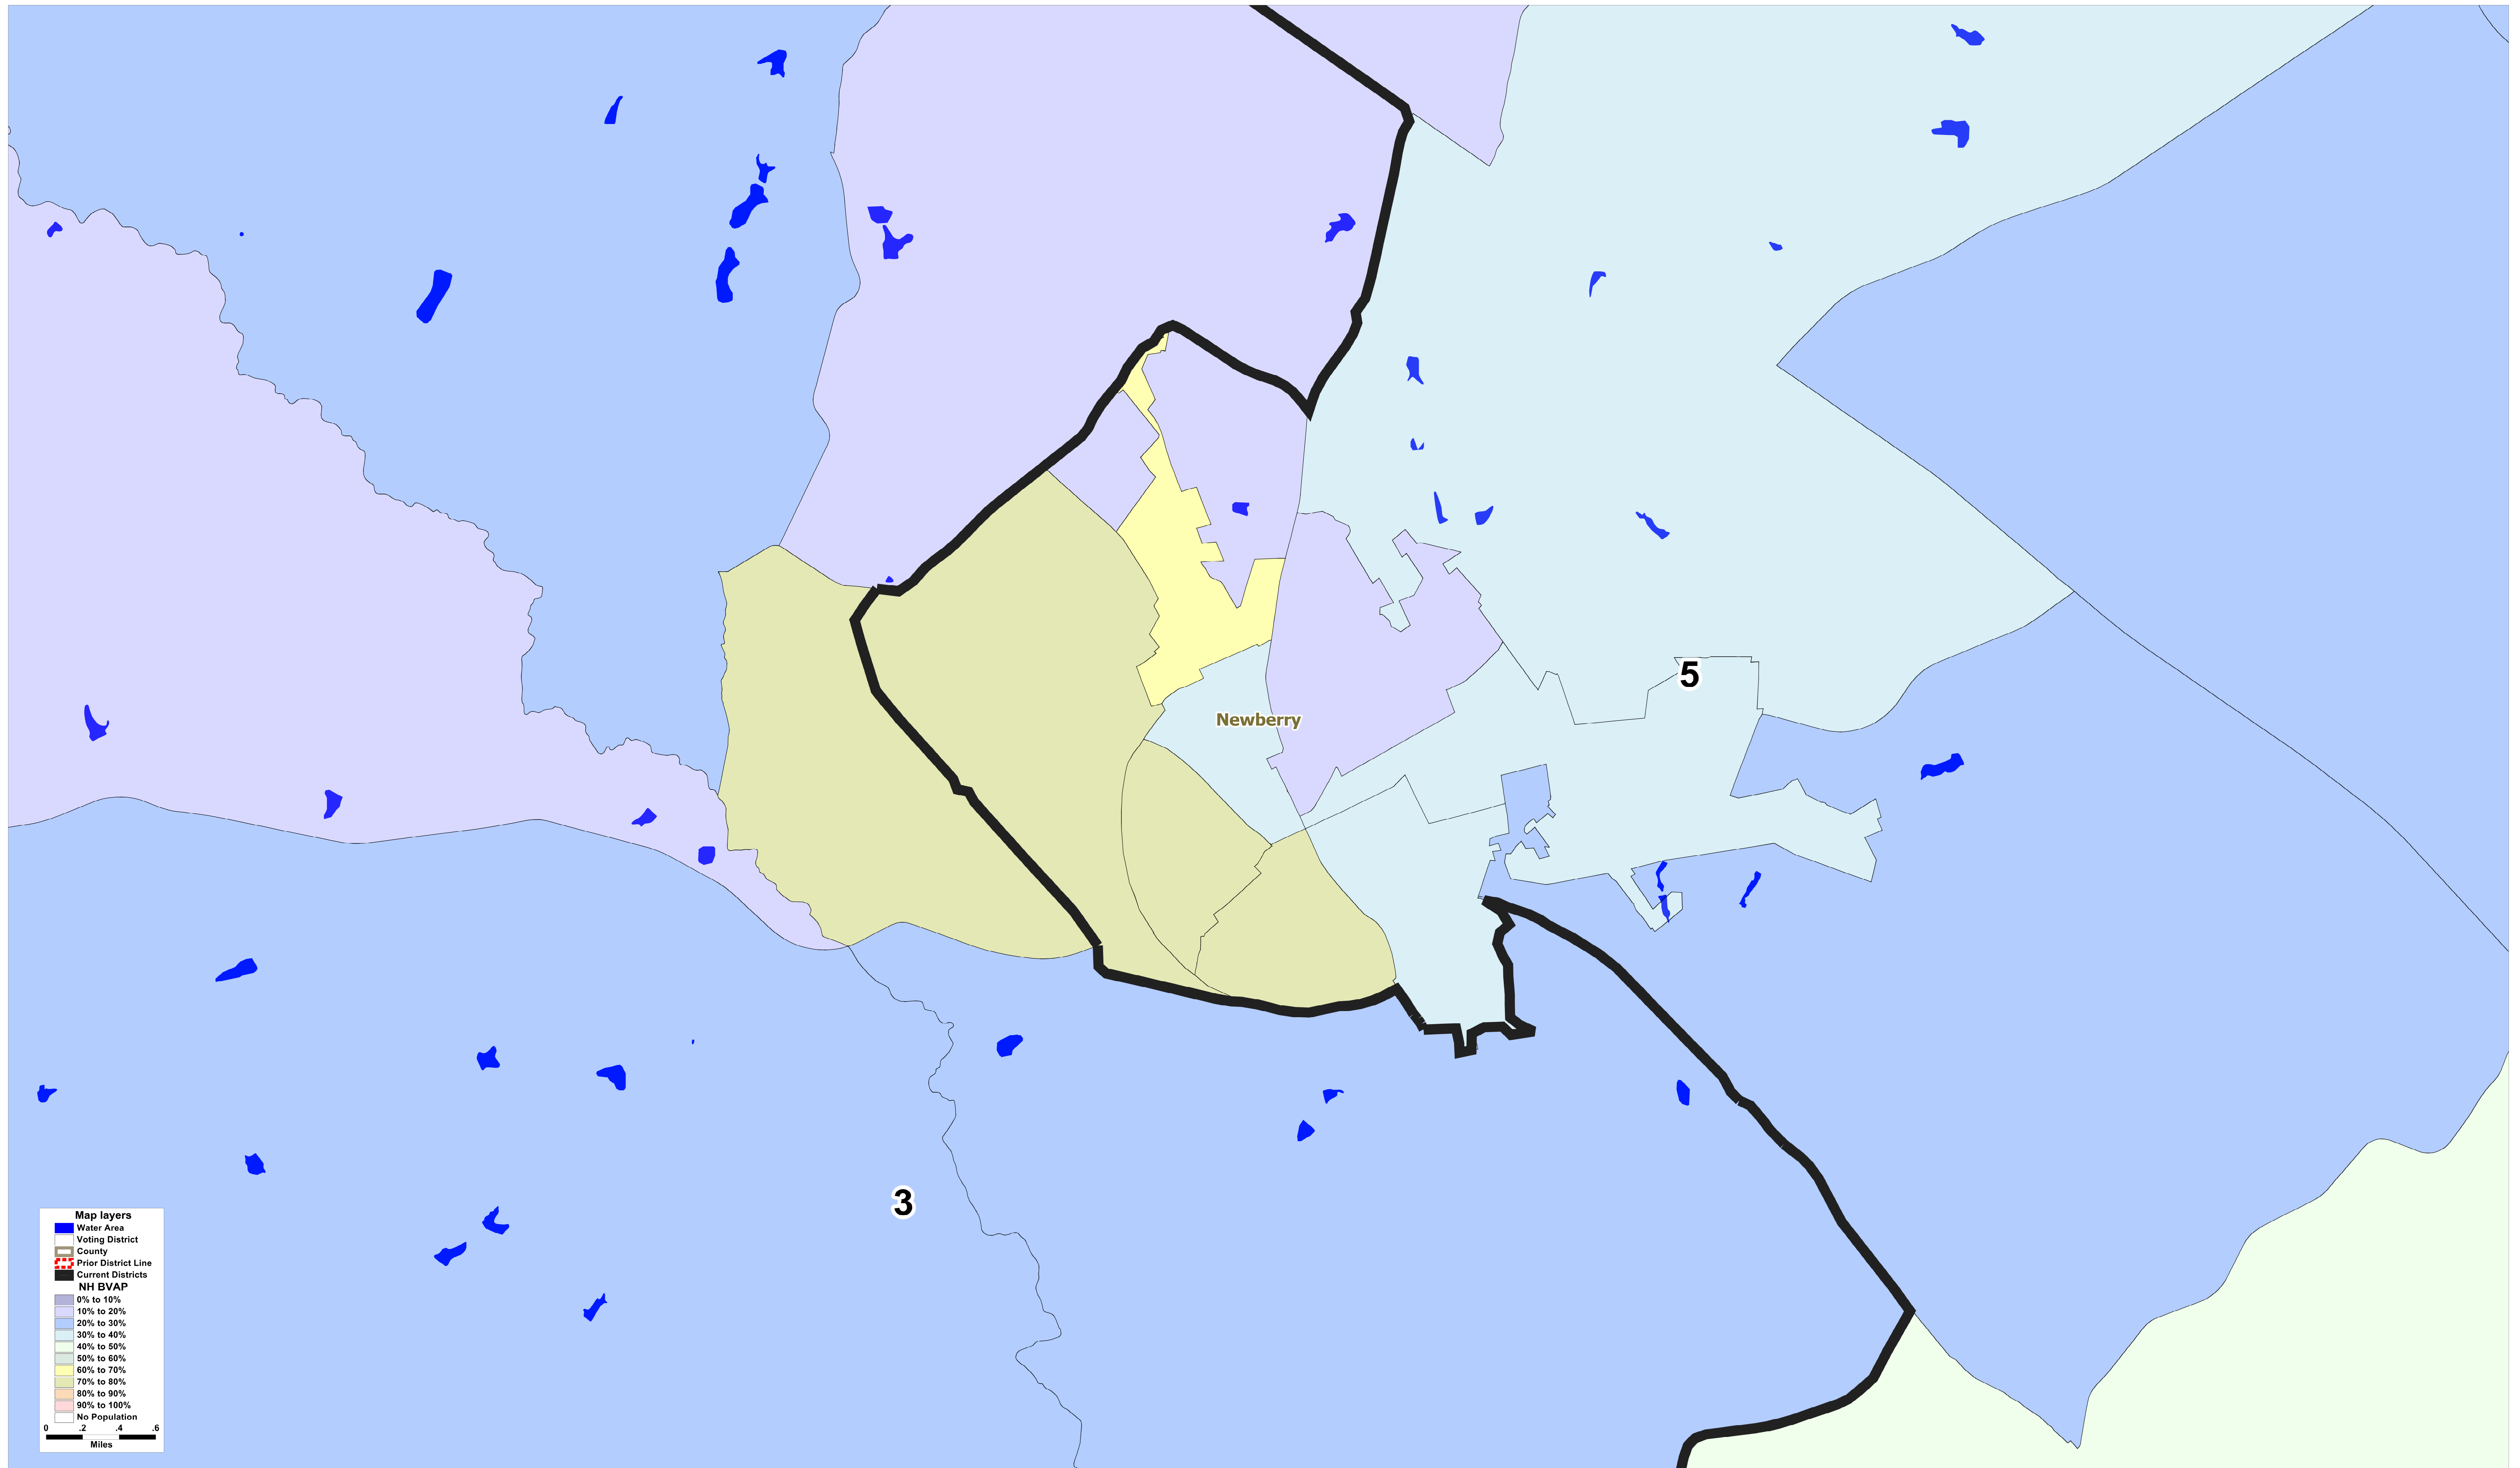 5
Newberry
3
Map layers
Water Area
Voting District
County
Prior District Line
Current Districts
NH BVAP
0% to 10%
10% to 20%
20% to 30%
30% to 40%
40% to 50%
50% to 60%
60% to 70%
70% to 80%
80% to 90%
90% to 100%
No Population
0 .2 .4 .6
Miles